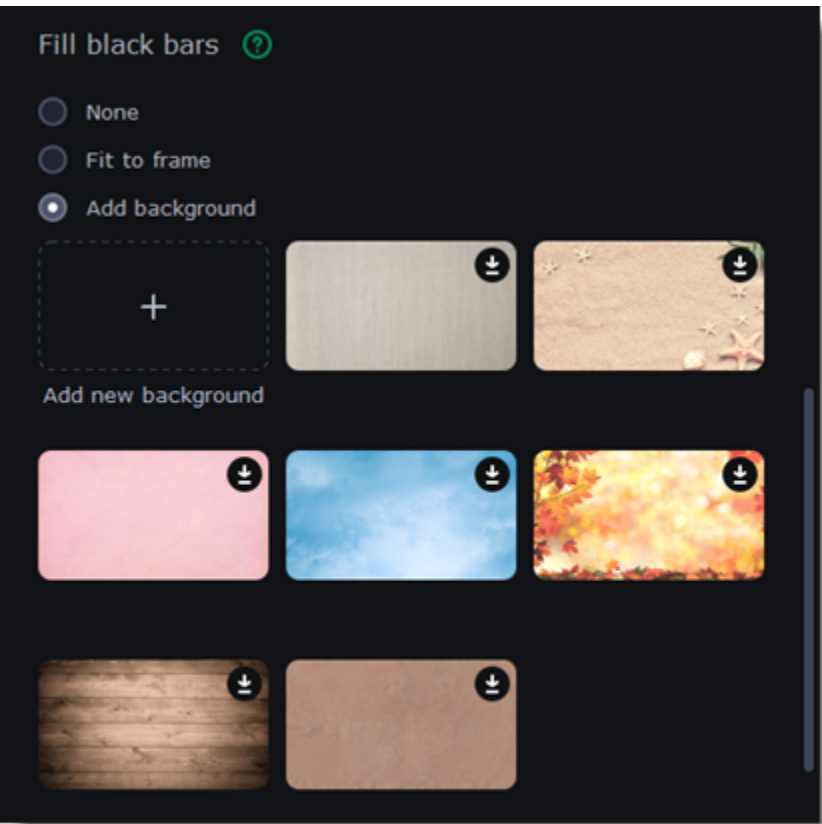 Fill black bars ?
None
Fit to frame
Add background
+
Add new background